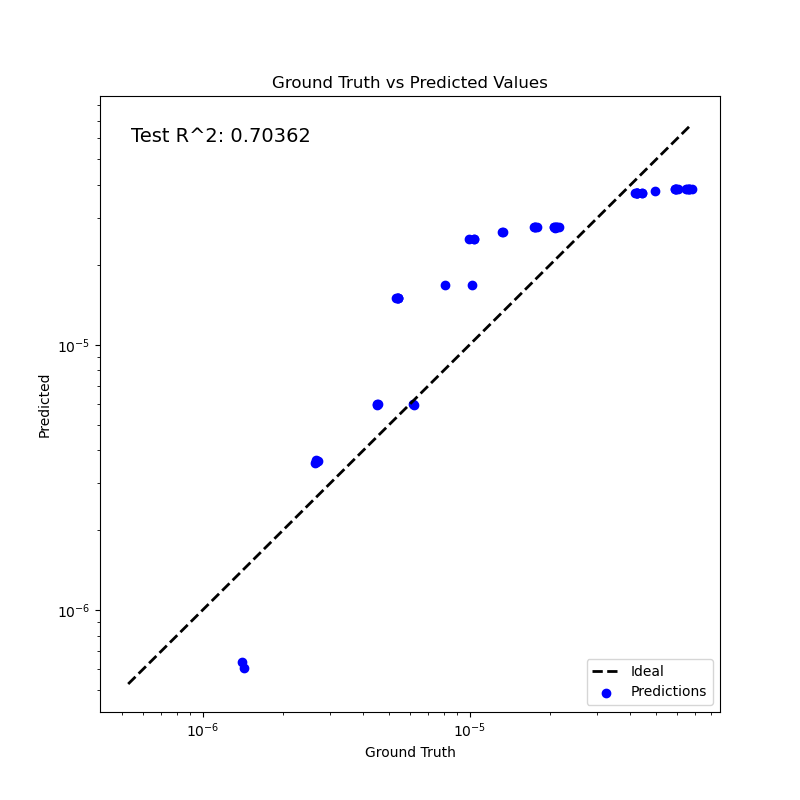 Ground Truth vs Predicted Values
Test R^2: 0.70362
10⁻⁵
10⁻⁶
Predicted
10⁻⁶
10⁻⁵
Ground Truth
Ideal
Predictions